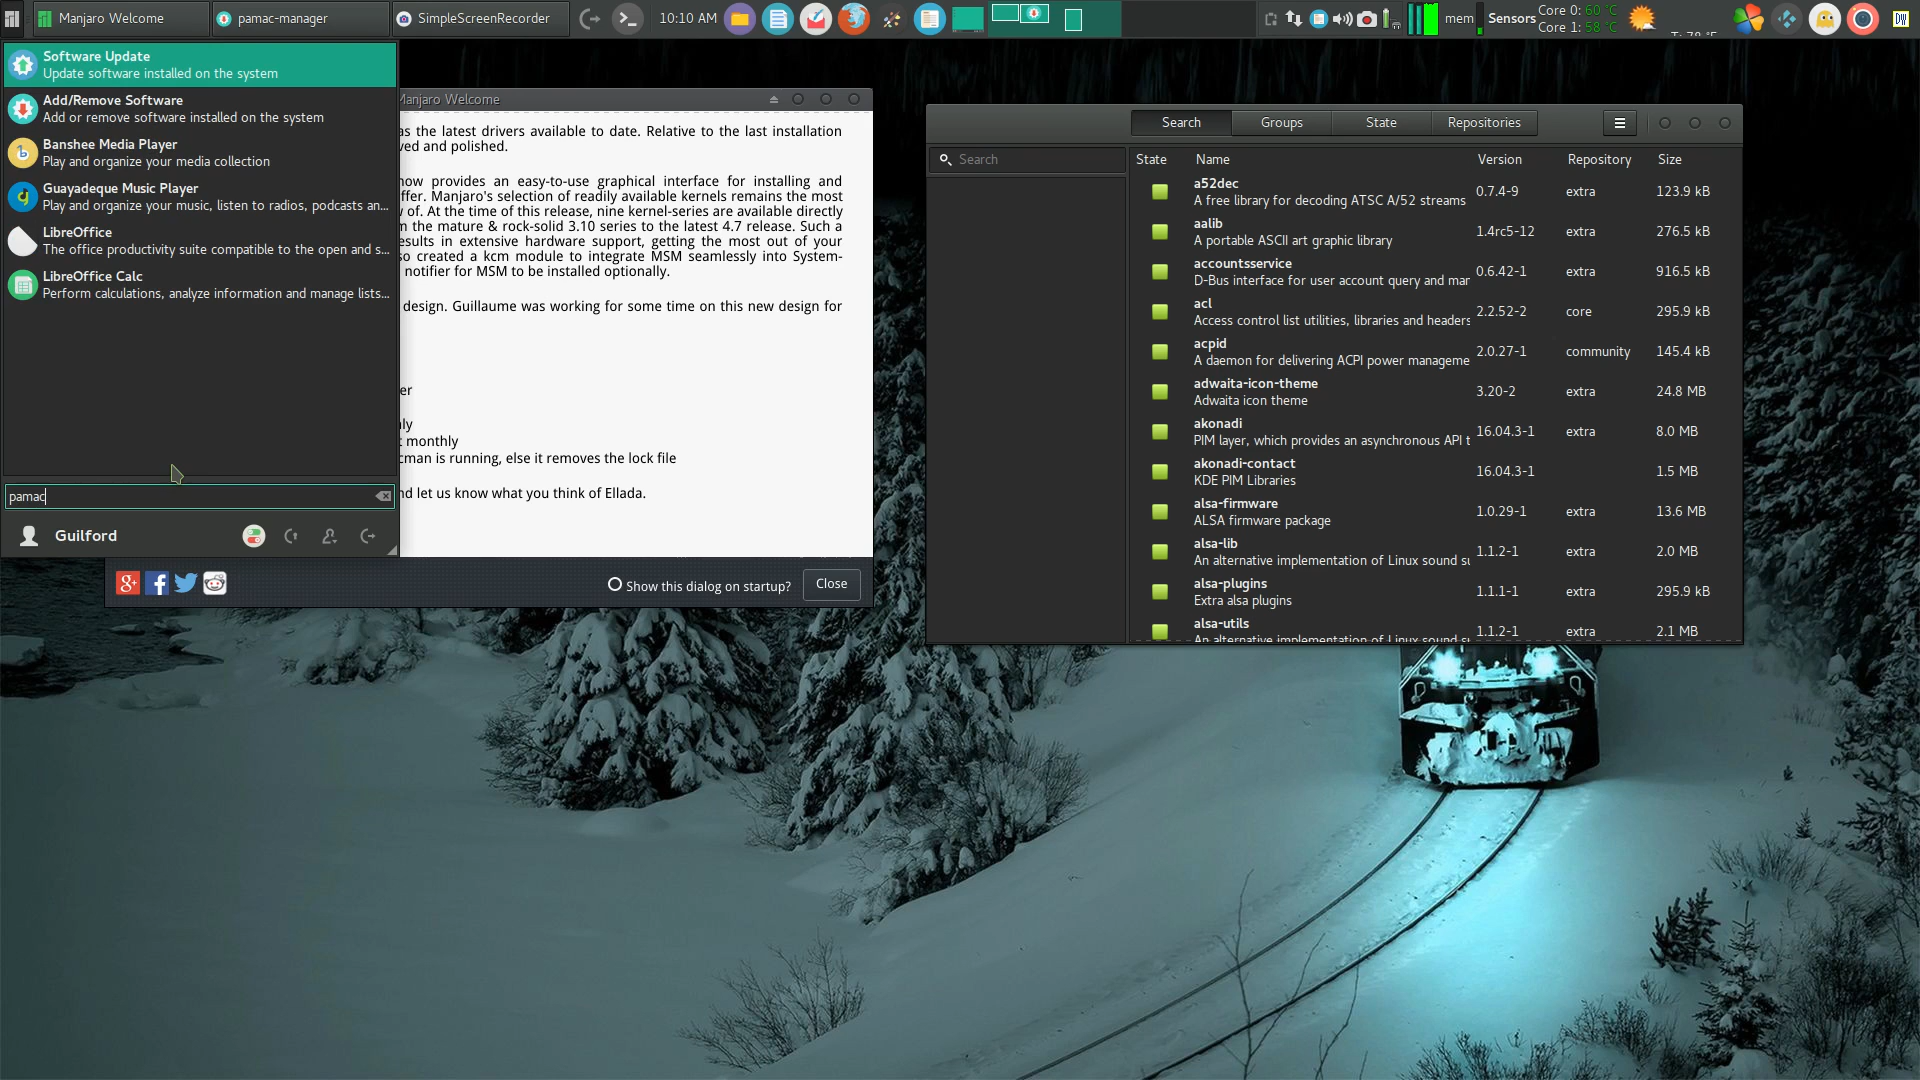 Manjaro Welcome
pamac-manager
SimpleScreenRecorder
10:10 AM
mem
Sensors
Core 0: 60 °C
Core 1: 58 °C
DW
Software Update
Update software installed on the system
Add/Remove Software
Add or remove software installed on the system
Banshee Media Player
Play and organize your media collection
Guayadeque Music Player
Play and organize your music, listen to radios, podcasts an...
LibreOffice
The office productivity suite compatible to the open and s...
LibreOffice Calc
Perform calculations, analyze information and manage lists...
pamac
Guilford
Manjaro Welcome
as the latest drivers available to date. Relative to the last installation
ved and polished.
now provides an easy-to-use graphical interface for installing and
ffer. Manjaro's selection of readily available kernels remains the most
of. At the time of this release, nine kernel-series are available directly
the mature & rock-solid 3.10 series to the latest 4.7 release. Such a
esults in extensive hardware support, getting the most out of your
so created a kcm module to integrate MSM seamlessly into System-
notifier for MSM to be installed optionally.
design. Guillaume was working for some time on this new design for
er
ly
t monthly
cman is running, else it removes the lock file
nd let us know what you think of Ellada.
Show this dialog on startup?
Close
Search Groups State Repositories
Search
State Name Version Repository Size
a52dec
A free library for decoding ATSC A/52 streams 0.7.4-9 extra 123.9 kB
aalib
A portable ASCII art graphic library 1.4rc5-12 extra 276.5 kB
accountsservice
D-Bus interface for user account query and mar 0.6.42-1 extra 916.5 kB
acl
Access control list utilities, libraries and headers 2.2.52-2 core 295.9 kB
acpid
A daemon for delivering ACPI power manageme 2.0.27-1 community 145.4 kB
adwaita-icon-theme
Adwaita icon theme 3.20-2 extra 24.8 MB
akonadi
PIM layer, which provides an asynchronous API t 16.04.3-1 extra 8.0 MB
akonadi-contact
KDE PIM Libraries 16.04.3-1 1.5 MB
alsa-firmware
ALSA firmware package 1.0.29-1 extra 13.6 MB
alsa-lib
An alternative implementation of Linux sound su 1.1.2-1 extra 2.0 MB
alsa-plugins
Extra alsa plugins 1.1.1-1 extra 295.9 kB
alsa-utils
An alternative implementation of Linux sound su 1.1.2-1 extra 2.1 MB